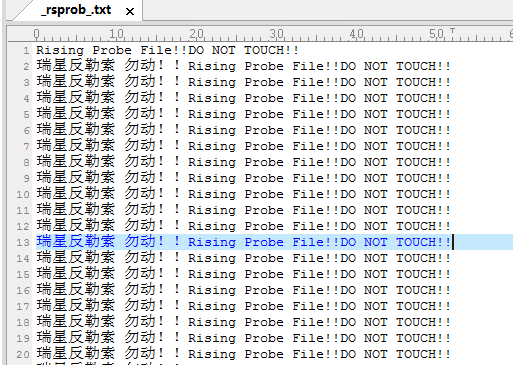 _rsprob_.txt ×
0 10 20 30 40 50
1 Rising Probe File!!DO NOT TOUCH!!
2 瑞星反勒索 勿动!!Rising Probe File!!DO NOT TOUCH!!
3 瑞星反勒索 勿动!!Rising Probe File!!DO NOT TOUCH!!
4 瑞星反勒索 勿动!!Rising Probe File!!DO NOT TOUCH!!
5 瑞星反勒索 勿动!!Rising Probe File!!DO NOT TOUCH!!
6 瑞星反勒索 勿动!!Rising Probe File!!DO NOT TOUCH!!
7 瑞星反勒索 勿动!!Rising Probe File!!DO NOT TOUCH!!
8 瑞星反勒索 勿动!!Rising Probe File!!DO NOT TOUCH!!
9 瑞星反勒索 勿动!!Rising Probe File!!DO NOT TOUCH!!
10 瑞星反勒索 勿动!!Rising Probe File!!DO NOT TOUCH!!
11 瑞星反勒索 勿动!!Rising Probe File!!DO NOT TOUCH!!
12 瑞星反勒索 勿动!!Rising Probe File!!DO NOT TOUCH!!
13 瑞星反勒索 勿动!!Rising Probe File!!DO NOT TOUCH!!
14 瑞星反勒索 勿动!!Rising Probe File!!DO NOT TOUCH!!
15 瑞星反勒索 勿动!!Rising Probe File!!DO NOT TOUCH!!
16 瑞星反勒索 勿动!!Rising Probe File!!DO NOT TOUCH!!
17 瑞星反勒索 勿动!!Rising Probe File!!DO NOT TOUCH!!
18 瑞星反勒索 勿动!!Rising Probe File!!DO NOT TOUCH!!
19 瑞星反勒索 勿动!!Rising Probe File!!DO NOT TOUCH!!
20 瑞星反勒索 勿动!!Rising Probe File!!DO NOT TOUCH!!